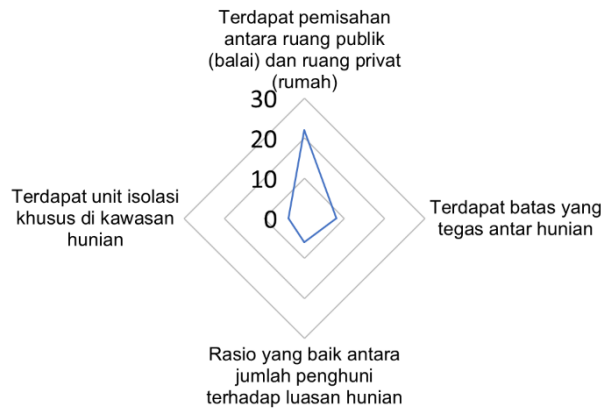 Terdapat pemisahan
antara ruang publik
(balai) dan ruang privat
(rumah)
30
20
10
0
Terdapat unit isolasi
khusus di kawasan
hunian
Terdapat batas yang
tegas antar hunian
Rasio yang baik antara
jumlah penghuni
terhadap luasan hunian